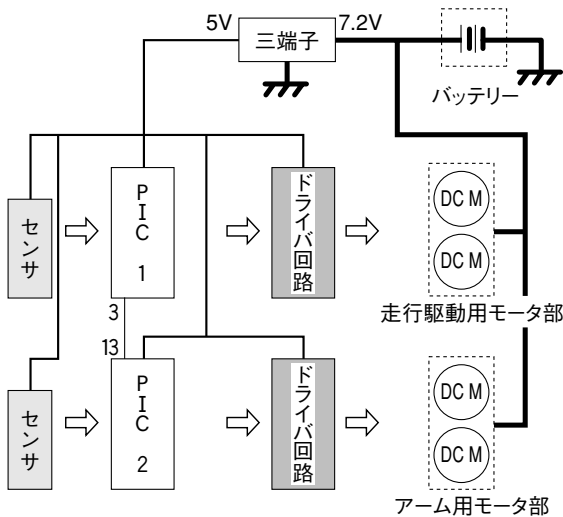 5V
三端子
7.2V
バッテリー
センサ
PIC 1
ドライバ回路
DC M
DC M
走行駆動用モータ部
3
13
センサ
PIC 2
ドライバ回路
DC M
DC M
アーム用モータ部